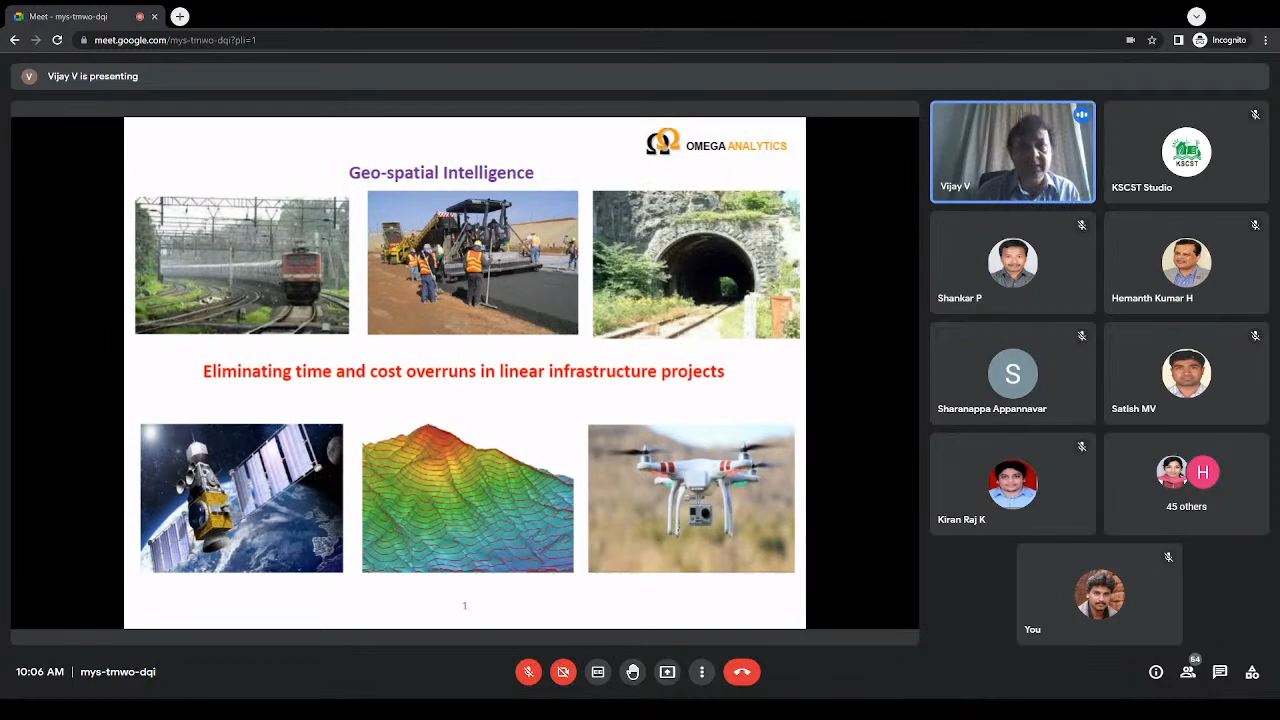 Meet - mys-tmwo-dqi
meet.google.com/mys-tmwo-dqi?pli=1
Incognito
V
Vijay V is presenting
OMEGA ANALYTICS
Geo-spatial Intelligence
Eliminating time and cost overruns in linear infrastructure projects
1
Vijay V
KSCST
KSCST Studio
Shankar P
Hemanth Kumar H
S
Sharanappa Appannavar
Satish MV
Kiran Raj K
H
45 others
You
10:06 AM | mys-tmwo-dqi
54